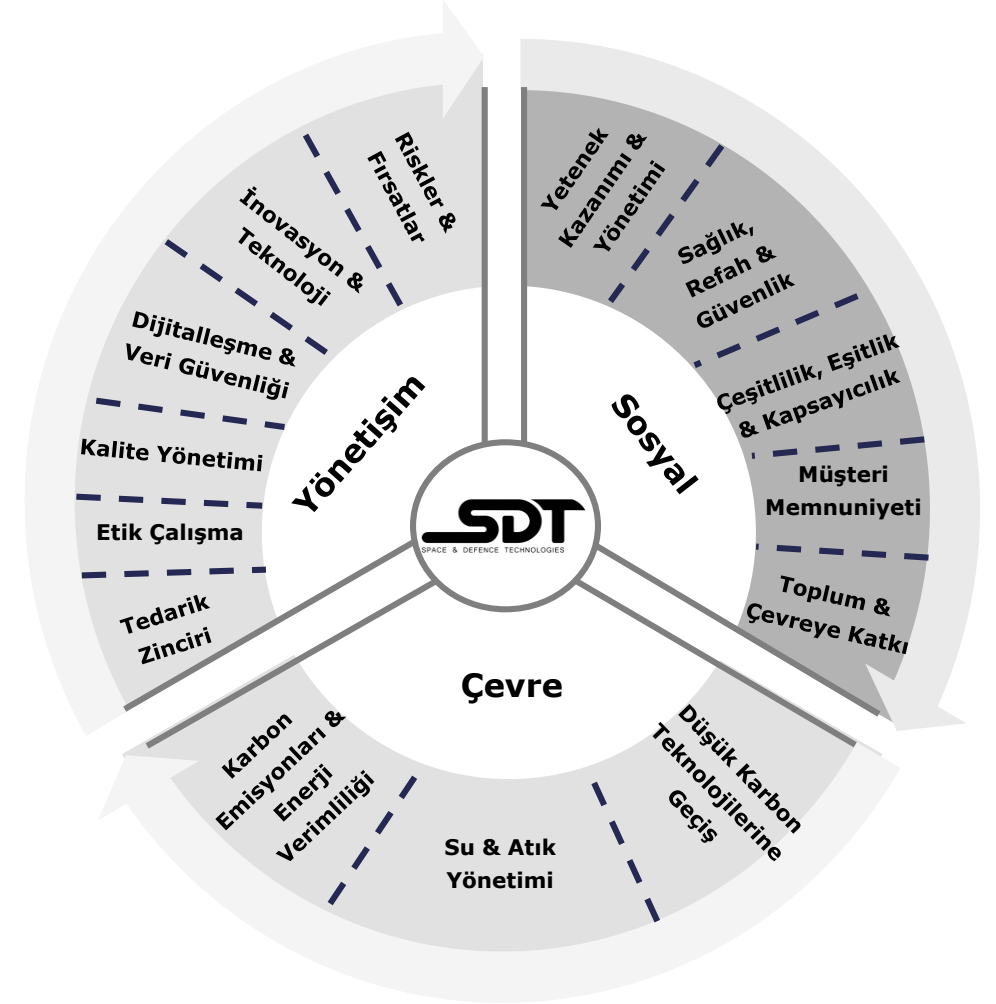 Riskler &
Fırsatlar
İnovasyon &
Teknoloji
Dijitalleşme &
Veri Güvenliği
Kalite Yönetimi
Etik Çalışma
Tedarik
Zinciri
Yönetişim
Yetenek
Kazanımı &
Yönetimi
Sağlık,
Refah &
Güvenlik
Çeşitlilik, Eşitlik
& Kapsayıcılık
Müşteri
Memnuniyeti
Toplum &
Çevreye Katkı
Sosyal
SDT
SPACE & DEFENCE TECHNOLOGIES
Çevre
Karbon
Emisyonları &
Enerji
Verimliliği
Su & Atık
Yönetimi
Düşük Karbon
Teknolojilerine
Geçiş